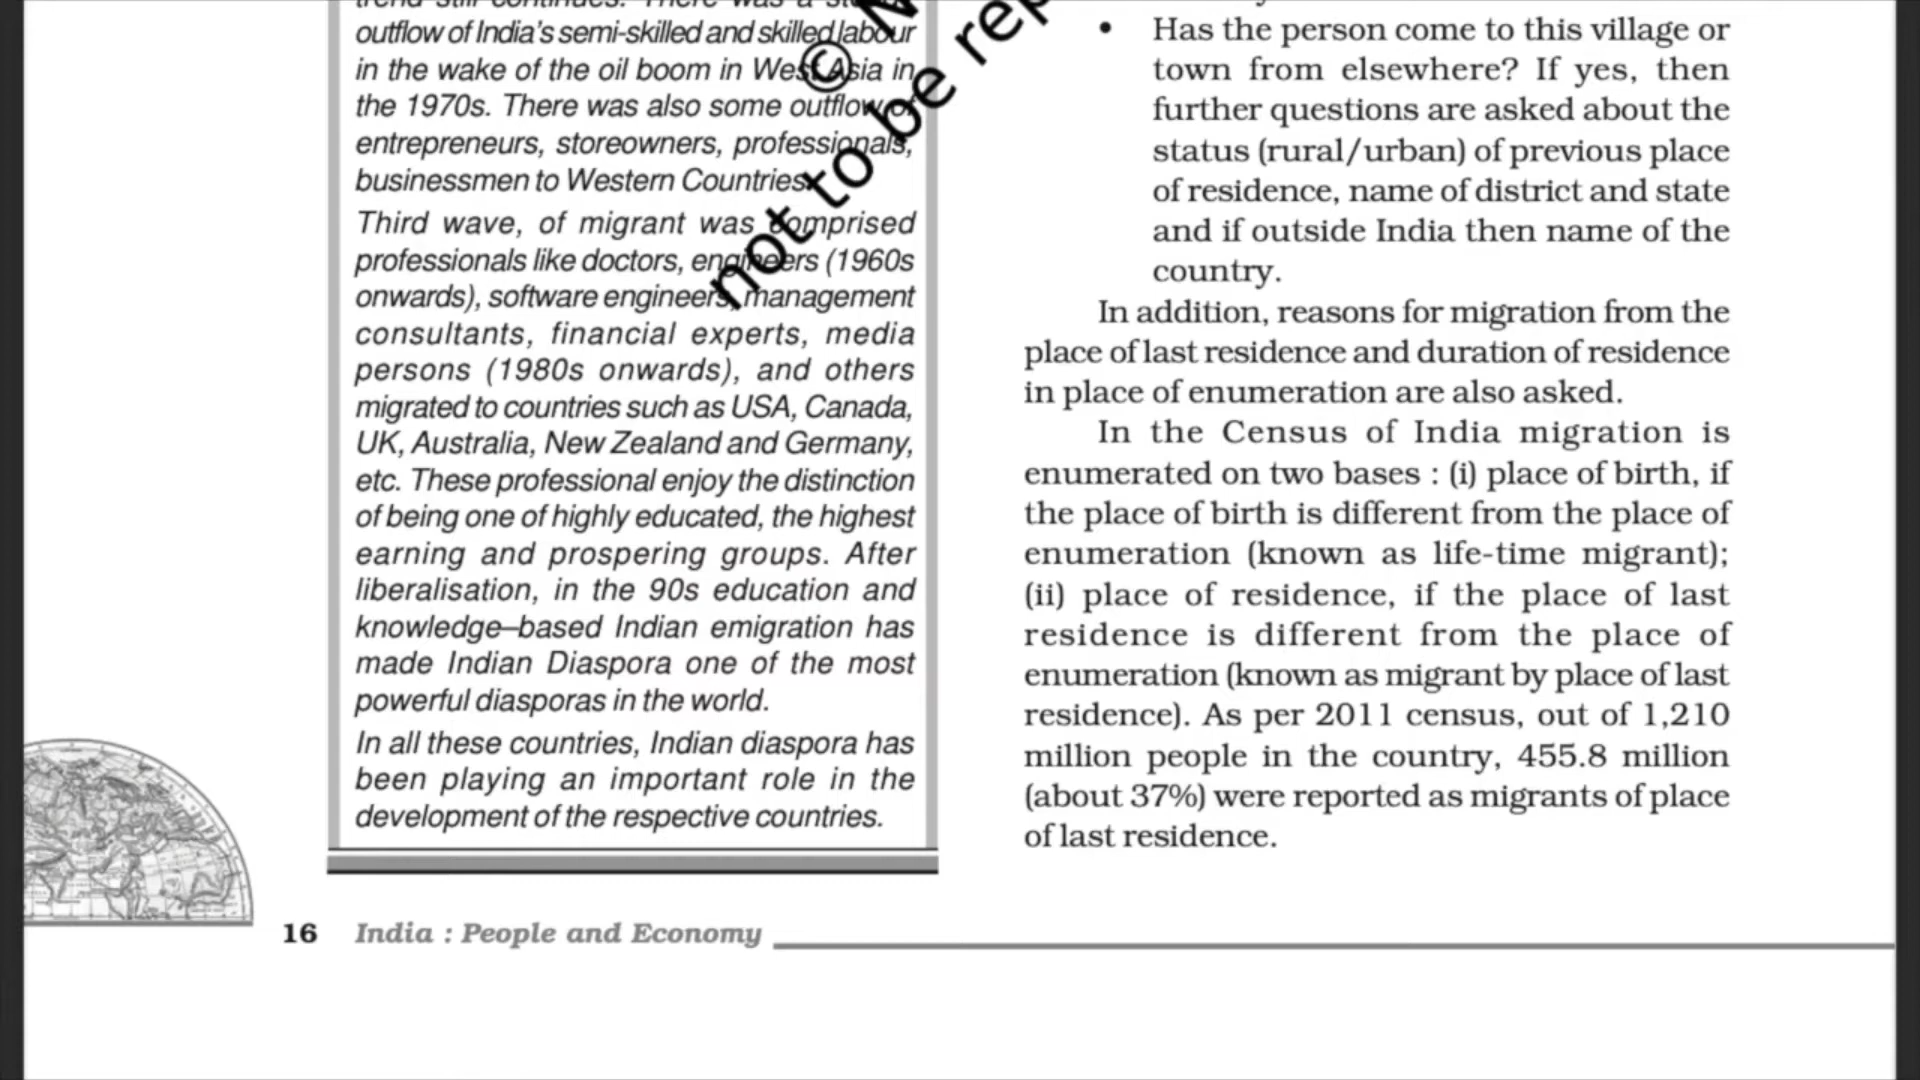 outflow of India's semi-skilled and skilled labour
in the wake of the oil boom in West Asia in
the 1970s. There was also some outflow of
entrepreneurs, storeowners, professionals,
businessmen to Western Countries.
Third wave, of migrant was comprised
professionals like doctors, engineers (1960s
onwards), software engineers, management
consultants, financial experts, media
persons (1980s onwards), and others
migrated to countries such as USA, Canada,
UK, Australia, New Zealand and Germany,
etc. These professional enjoy the distinction
of being one of highly educated, the highest
earning and prospering groups. After
liberalisation, in the 90s education and
knowledge–based Indian emigration has
made Indian Diaspora one of the most
powerful diasporas in the world.
In all these countries, Indian diaspora has
been playing an important role in the
development of the respective countries.
• Has the person come to this village or
town from elsewhere? If yes, then
further questions are asked about the
status (rural/urban) of previous place
of residence, name of district and state
and if outside India then name of the
country.
In addition, reasons for migration from the
place of last residence and duration of residence
in place of enumeration are also asked.
In the Census of India migration is
enumerated on two bases : (i) place of birth, if
the place of birth is different from the place of
enumeration (known as life-time migrant);
(ii) place of residence, if the place of last
residence is different from the place of
enumeration (known as migrant by place of last
residence). As per 2011 census, out of 1,210
million people in the country, 455.8 million
(about 37%) were reported as migrants of place
of last residence.
©
not to be rep
16 India : People and Economy